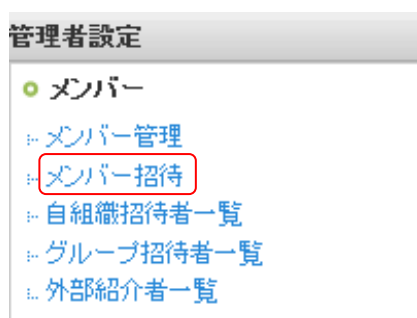 管理者設定
メンバー
メンバー管理
メンバー招待
自組織招待者一覧
グループ招待者一覧
外部紹介者一覧